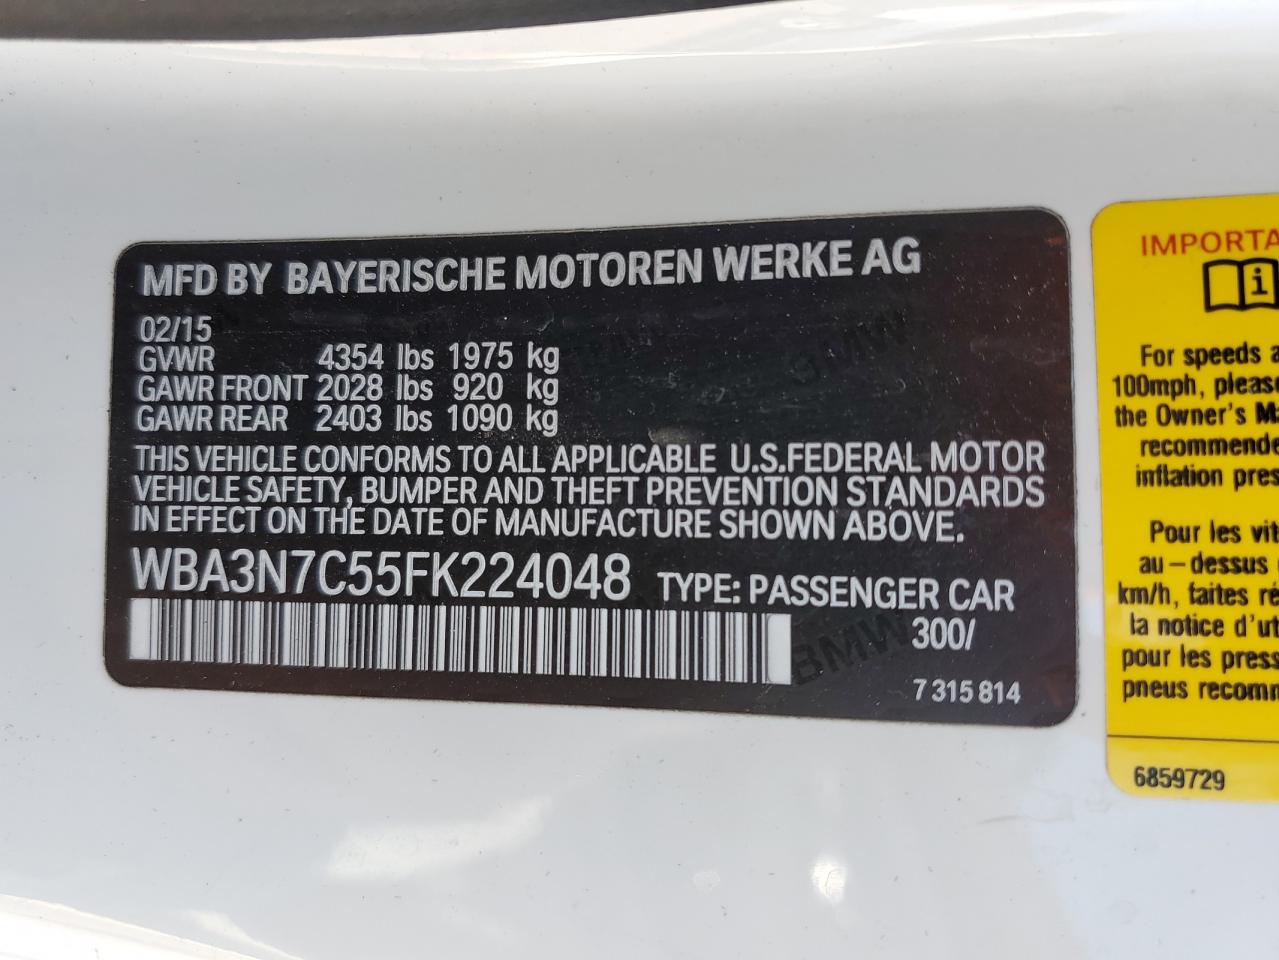 MFD BY BAYERISCHE MOTOREN WERKE AG
02/15
GVWR 4354 lbs 1975 kg
GAWR FRONT 2028 lbs 920 kg
GAWR REAR 2403 lbs 1090 kg
THIS VEHICLE CONFORMS TO ALL APPLICABLE U.S.FEDERAL MOTOR
VEHICLE SAFETY, BUMPER AND THEFT PREVENTION STANDARDS
IN EFFECT ON THE DATE OF MANUFACTURE SHOWN ABOVE.
WBA3N7C55FK224048 TYPE: PASSENGER CAR
300/
BMW
7 315 814
IMPORTA
For speeds a
100mph, pleas
the Owner's Ma
recommende
inflation pres
Pour les vit
au-dessus
km/h, faites ré
la notice d'ut
pour les press
pneus recomm
6859729